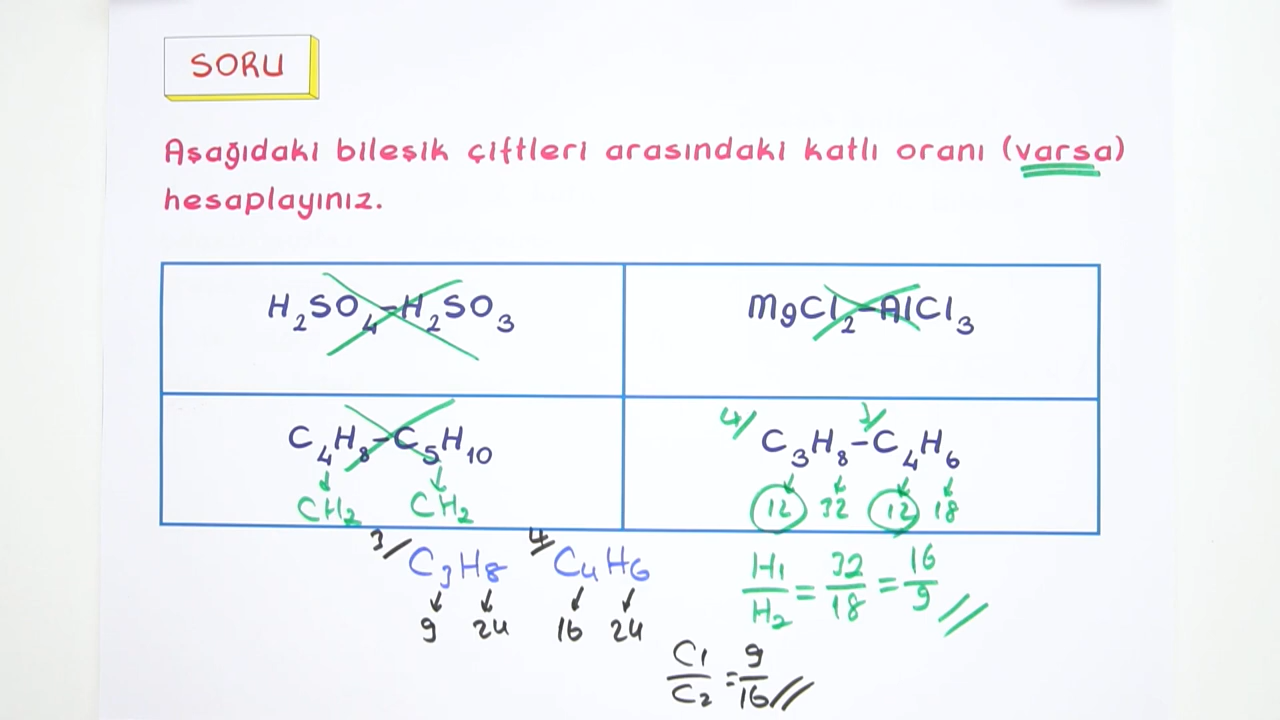 SORU
Aşağıdaki bileşik çiftleri arasındaki katlı oranı (varsa)
hesaplayınız.
H₂SO₄-H₂SO₃
MgCl₂-AlCl₃
C₄H₈-C₅H₁₀
CH₂ CH₂
4/ 3/
C₃H₈-C₄H₆
12 32 12 18
3/ C₃H₈ 4/ C₄H₆
9 24 16 24
H₁/H₂ = 32/18 = 16/9 //
C₁/C₂ = 9/16 //